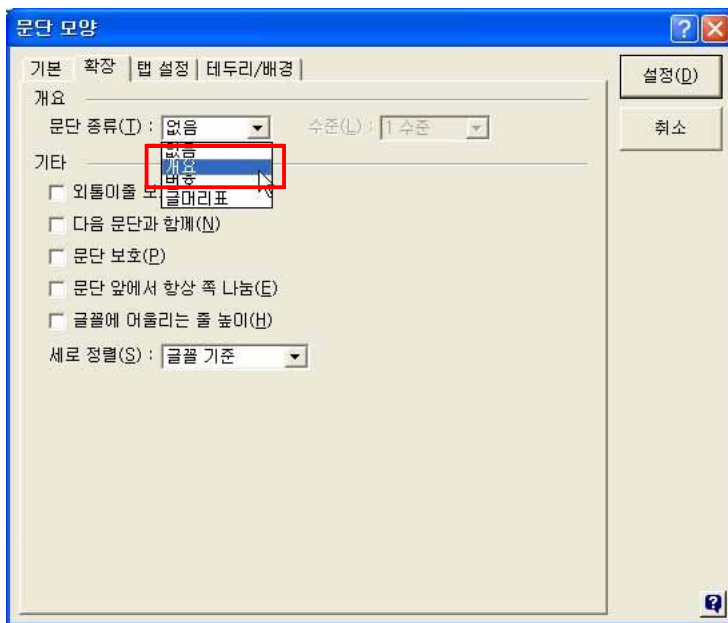 문단 모양
기본 확장 탭 설정 테두리/배경
설정(D)
취소
개요
문단 종류(T) : 없음 수준(L) : 1 수준
없음
개요
번호
글머리표
기타
외톨이줄 보
다음 문단과 함께(N)
문단 보호(P)
문단 앞에서 항상 쪽 나눔(E)
글꼴에 어울리는 줄 높이(H)
세로 정렬(S) : 글꼴 기준